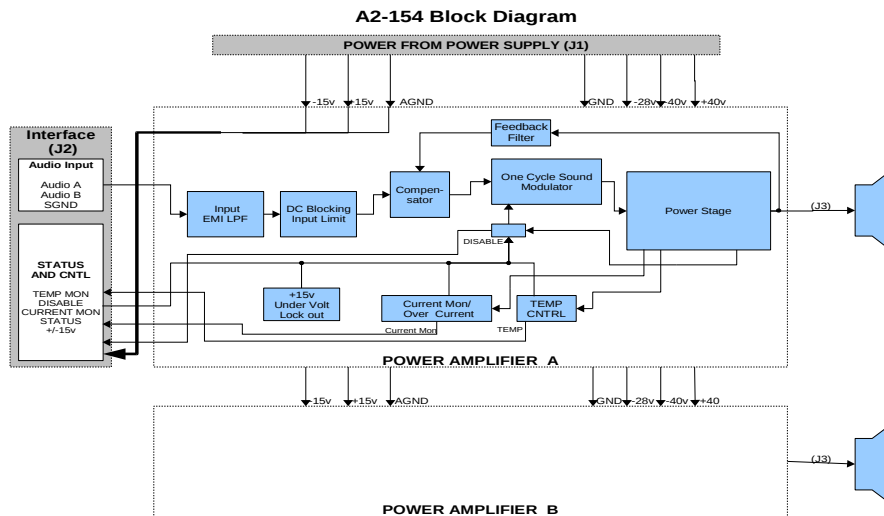 A2-154 Block Diagram
POWER FROM POWER SUPPLY (J1)
-15v
+15v
AGND
GND
-28v
-40v
+40v
Interface
(J2)
Audio Input
Audio A
Audio B
SGND
STATUS
AND CNTL
TEMP MON
DISABLE
CURRENT MON
STATUS
+/-15v
Feedback
Filter
Input
EMI LPF
DC Blocking
Input Limit
Compen-
sator
One Cycle Sound
Modulator
Power Stage
(J3)
DISABLE
+15v
Under Volt
Lock out
Current Mon/
Over Current
TEMP
CNTRL
Current Mon
TEMP
POWER AMPLIFIER A
-15v
+15v
AGND
GND
-28v
-40v
+40
(J3)
POWER AMPLIFIER B